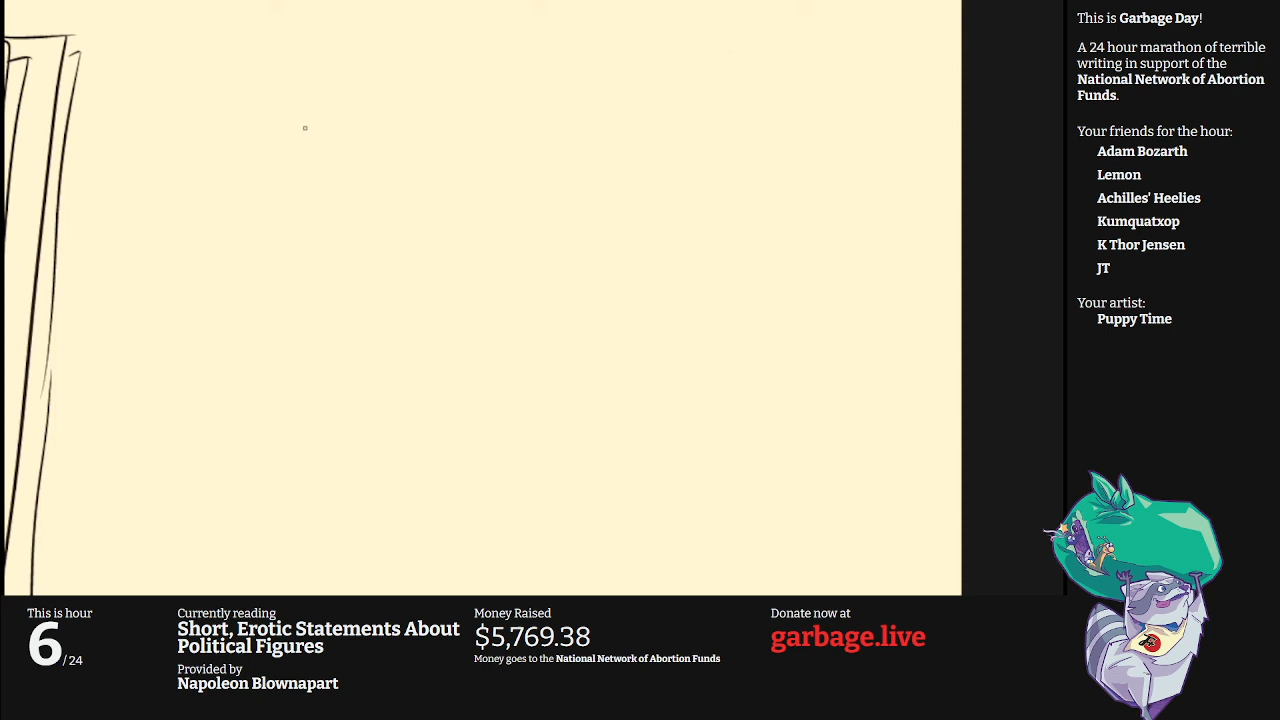 This is Garbage Day!
A 24 hour marathon of terrible
writing in support of the
National Network of Abortion
Funds.
Your friends for the hour:
Adam Bozarth
Lemon
Achilles' Heelies
Kumquatxop
K Thor Jensen
JT
Your artist:
Puppy Time
This is hour
6/24
Currently reading
Short, Erotic Statements About
Political Figures
Provided by
Napoleon Blownapart
Money Raised
$5,769.38
Money goes to the National Network of Abortion Funds
Donate now at
garbage.live